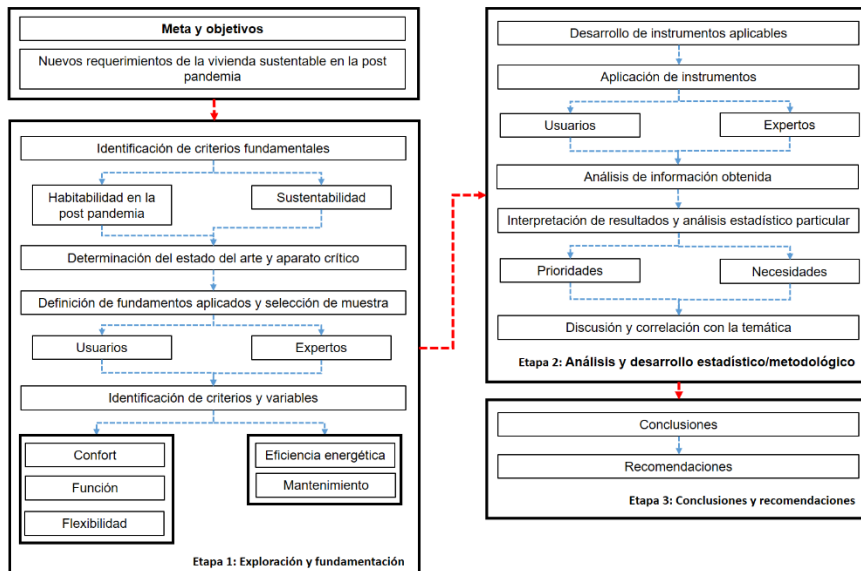 Meta y objetivos
Nuevos requerimientos de la vivienda sustentable en la post
pandemia
Identificación de criterios fundamentales
Habitabilidad en la
post pandemia
Sustentabilidad
Determinación del estado del arte y aparato crítico
Definición de fundamentos aplicados y selección de muestra
Usuarios
Expertos
Identificación de criterios y variables
Confort
Función
Flexibilidad
Eficiencia energética
Mantenimiento
Etapa 1: Exploración y fundamentación
Desarrollo de instrumentos aplicables
Aplicación de instrumentos
Usuarios
Expertos
Análisis de información obtenida
Interpretación de resultados y análisis estadístico particular
Prioridades
Necesidades
Discusión y correlación con la temática
Etapa 2: Análisis y desarrollo estadístico/metodológico
Conclusiones
Recomendaciones
Etapa 3: Conclusiones y recomendaciones